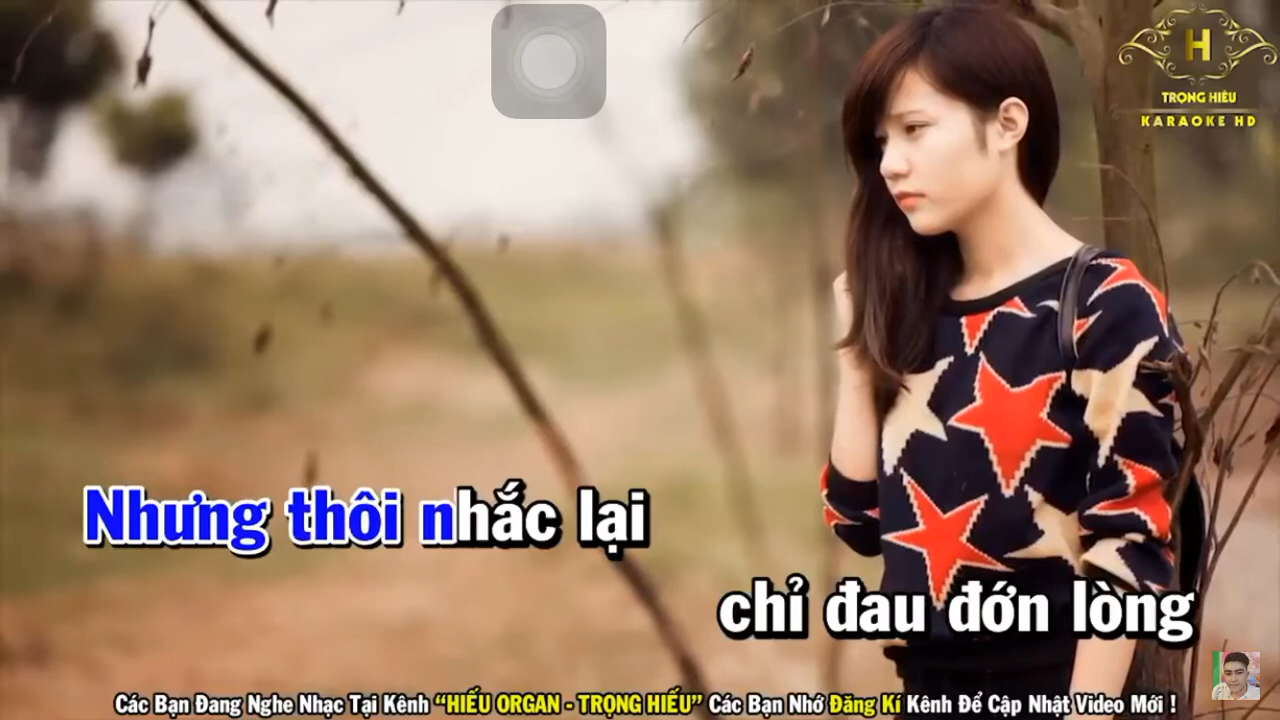 H
TRỌNG HIẾU
KARAOKE HD
Nhưng thôi nhắc lại
chỉ đau đớn lòng
Các Bạn Đang Nghe Nhạc Tại Kênh “HIẾU ORGAN - TRỌNG HIẾU” Các Bạn Nhớ Đăng Kí Kênh Để Cập Nhật Video Mới !